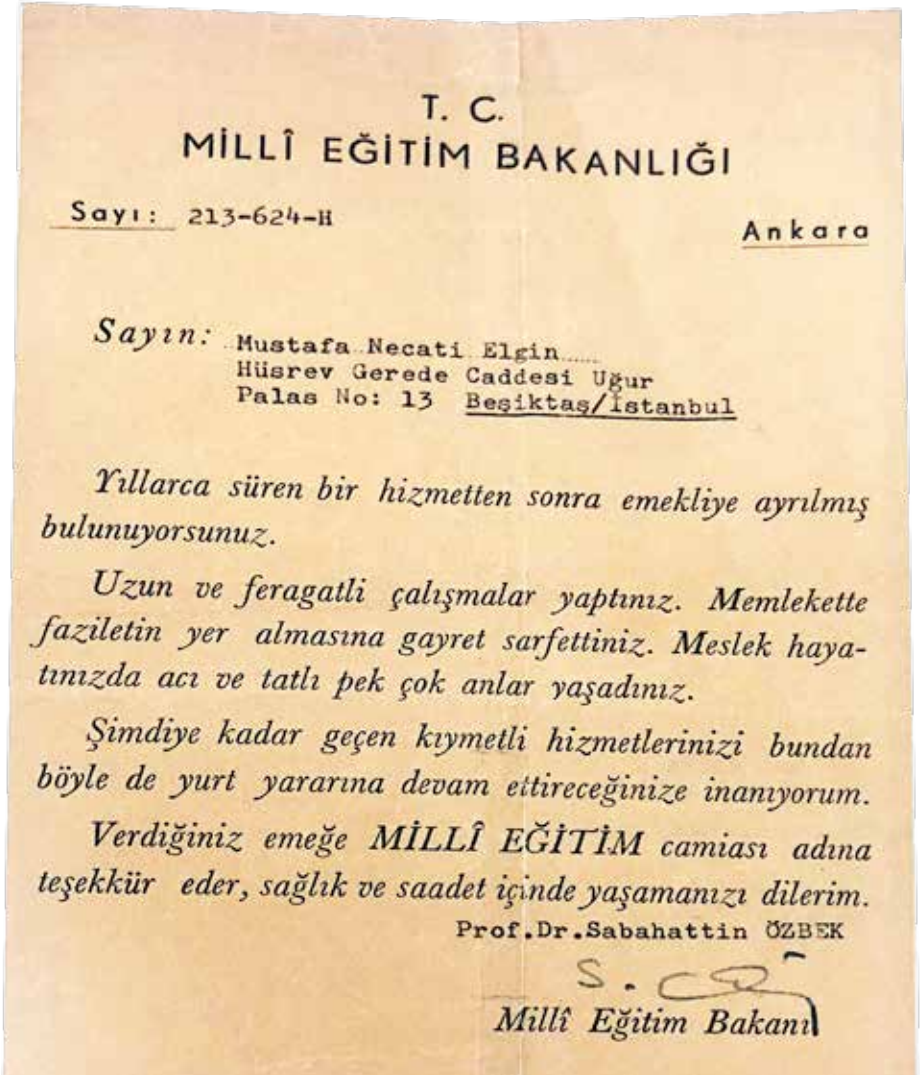 T. C.
MİLLÎ EĞİTİM BAKANLIĞI
Sayı: 213-624-H
Ankara
Sayın: Mustafa Necati Elgin
Hüsrev Gerede Caddesi Uğur
Palas No: 13 Beşiktaş/İstanbul
Yıllarca süren bir hizmetten sonra emekliye ayrılmış
bulunuyorsunuz.
Uzun ve feragatli çalışmalar yaptınız. Memlekette
faziletin yer almasına gayret sarfettiniz. Meslek haya-
tınızda acı ve tatlı pek çok anlar yaşadınız.
Şimdiye kadar geçen kıymetli hizmetlerinizi bundan
böyle de yurt yararına devam ettireceğinize inanıyorum.
Verdiğiniz emeğe MİLLÎ EĞİTİM camiası adına
teşekkür eder, sağlık ve saadet içinde yaşamanızı dilerim.
Prof.Dr.Sabahattin ÖZBEK
Millî Eğitim Bakanı